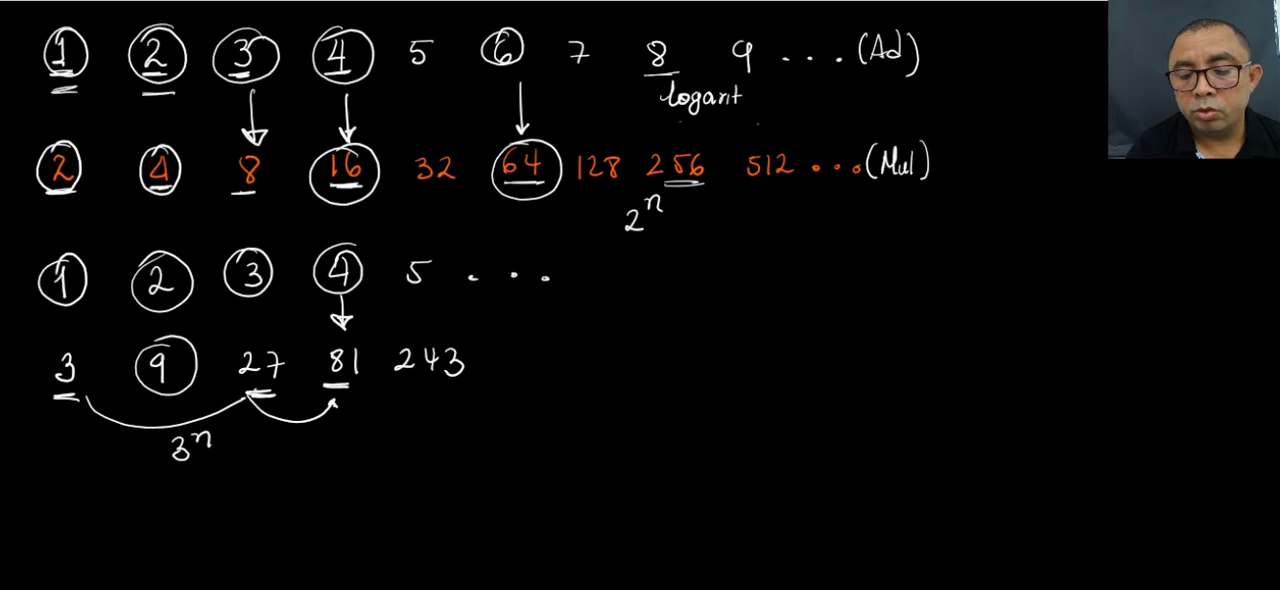 1 2 3 4 5 6 7 8 9 ... (Ad)
logarit
2 4 8 16 32 64 128 256 512 ... (Mul)
2ⁿ
1 2 3 4 5 ...
3 9 27 81 243
3ⁿ